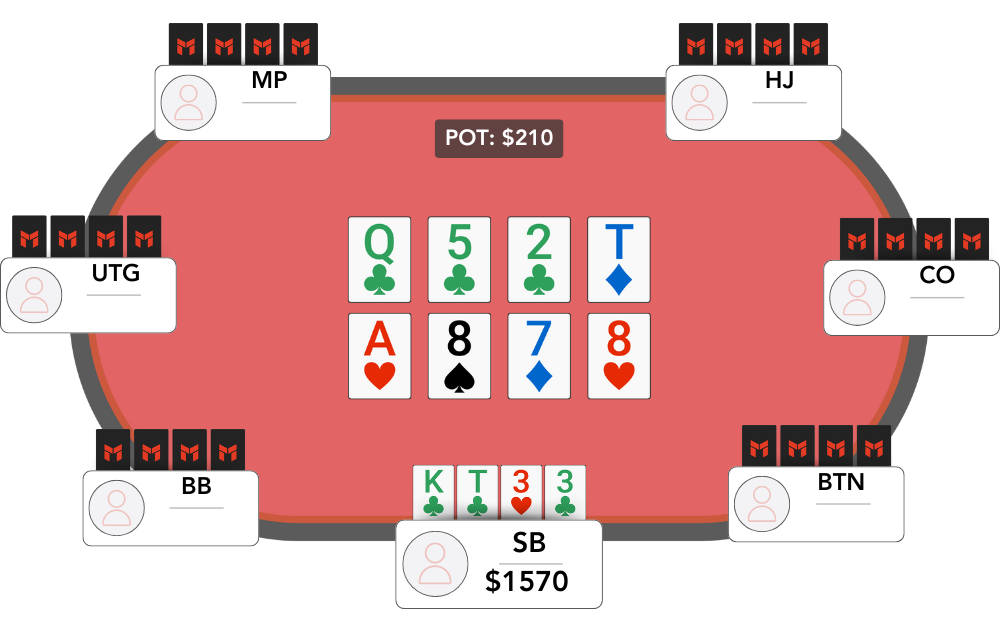 MP
HJ
POT: $210
Q 5 2 T
UTG
CO
A 8 7 8
BB
K T 3 3
BTN
SB
$1570